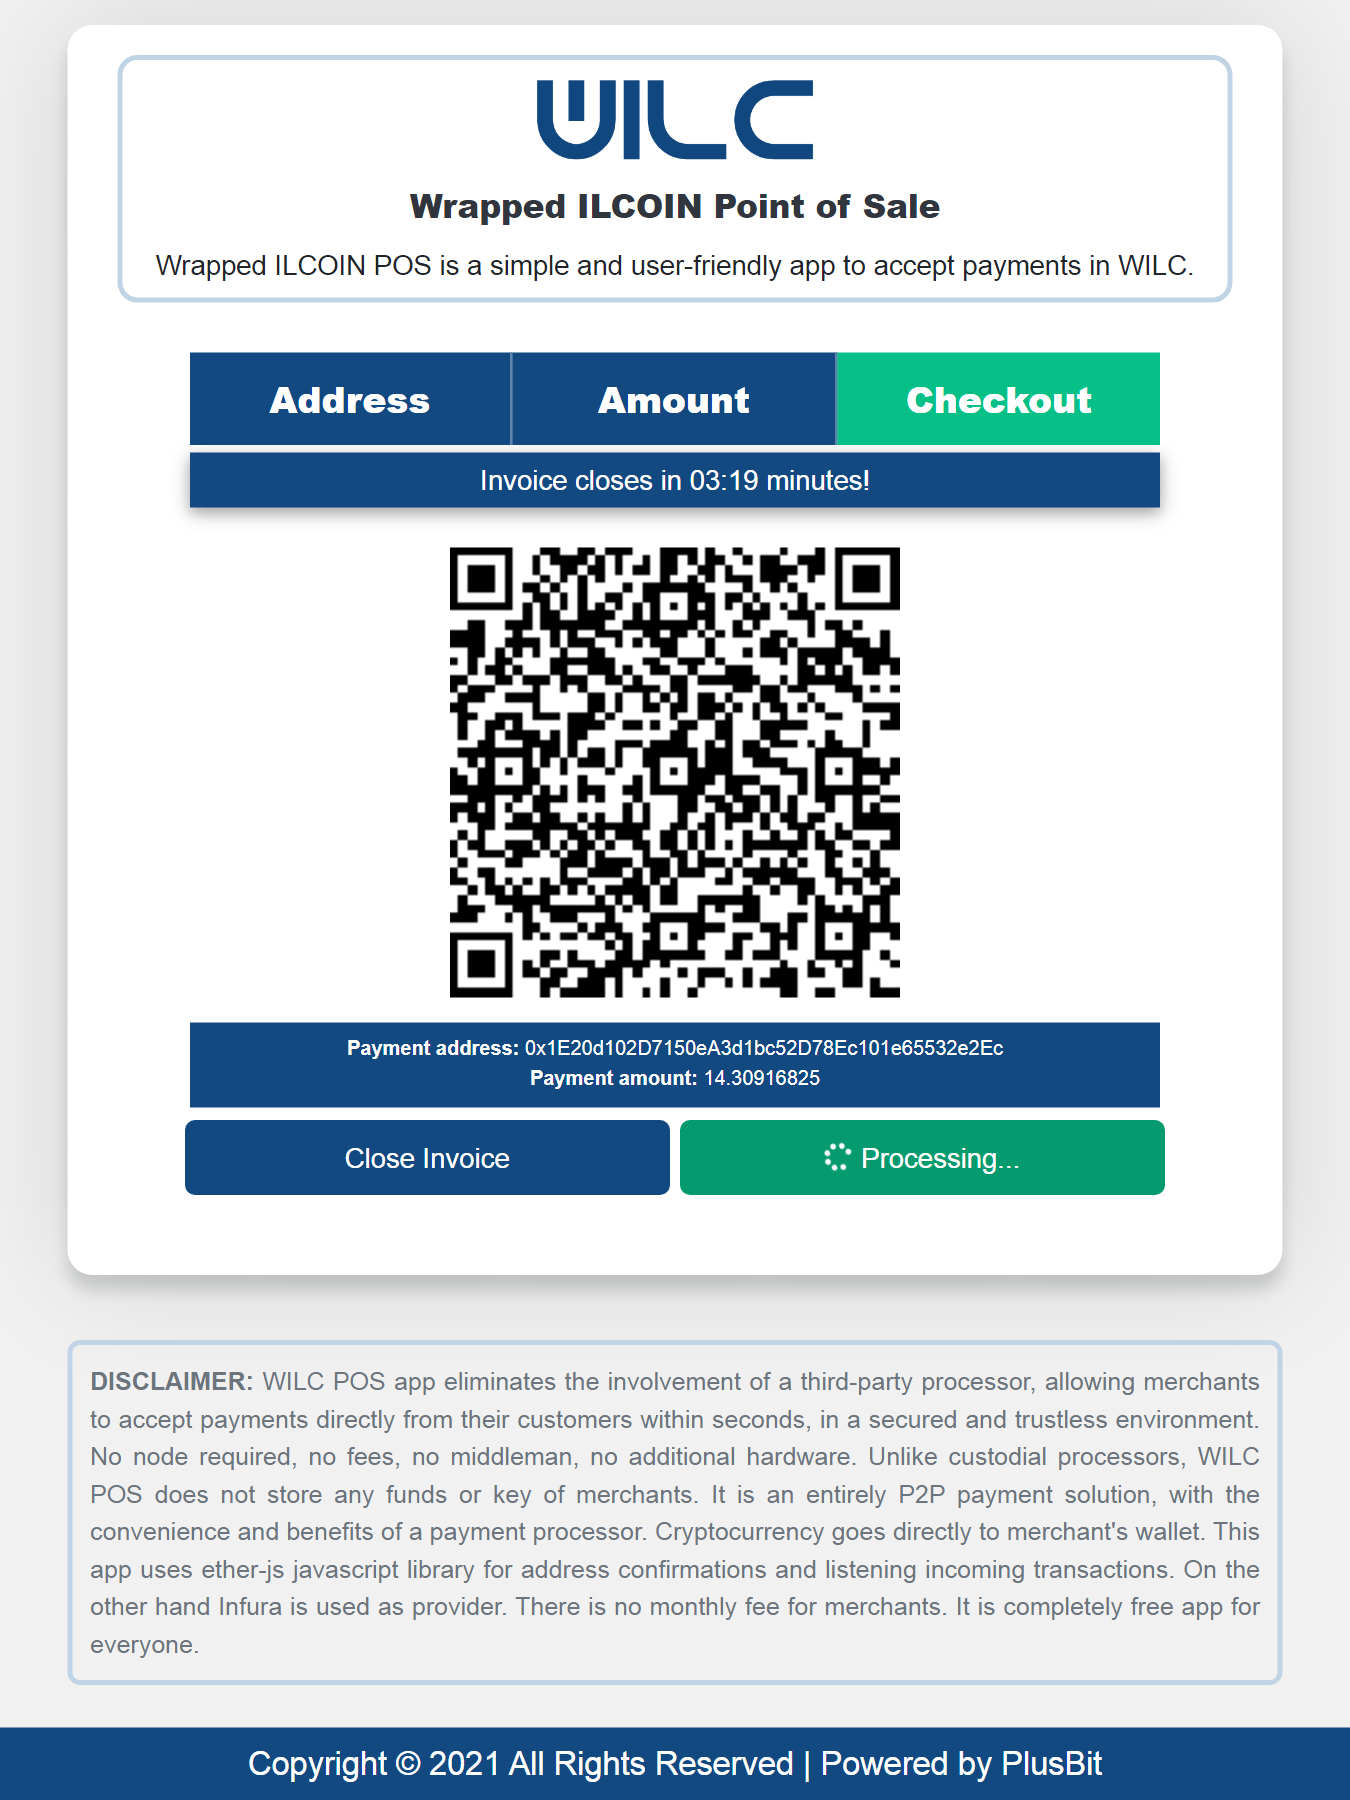 WILC
Wrapped ILCOIN Point of Sale
Wrapped ILCOIN POS is a simple and user-friendly app to accept payments in WILC.
Address
Amount
Checkout
Invoice closes in 03:19 minutes!
Payment address: 0x1E20d102D7150eA3d1bc52D78Ec101e65532e2Ec
Payment amount: 14.30916825
Close Invoice
Processing...
DISCLAIMER: WILC POS app eliminates the involvement of a third-party processor, allowing merchants
to accept payments directly from their customers within seconds, in a secured and trustless environment.
No node required, no fees, no middleman, no additional hardware. Unlike custodial processors, WILC
POS does not store any funds or key of merchants. It is an entirely P2P payment solution, with the
convenience and benefits of a payment processor. Cryptocurrency goes directly to merchant's wallet. This
app uses ether-js javascript library for address confirmations and listening incoming transactions. On the
other hand Infura is used as provider. There is no monthly fee for merchants. It is completely free app for
everyone.
Copyright © 2021 All Rights Reserved | Powered by PlusBit